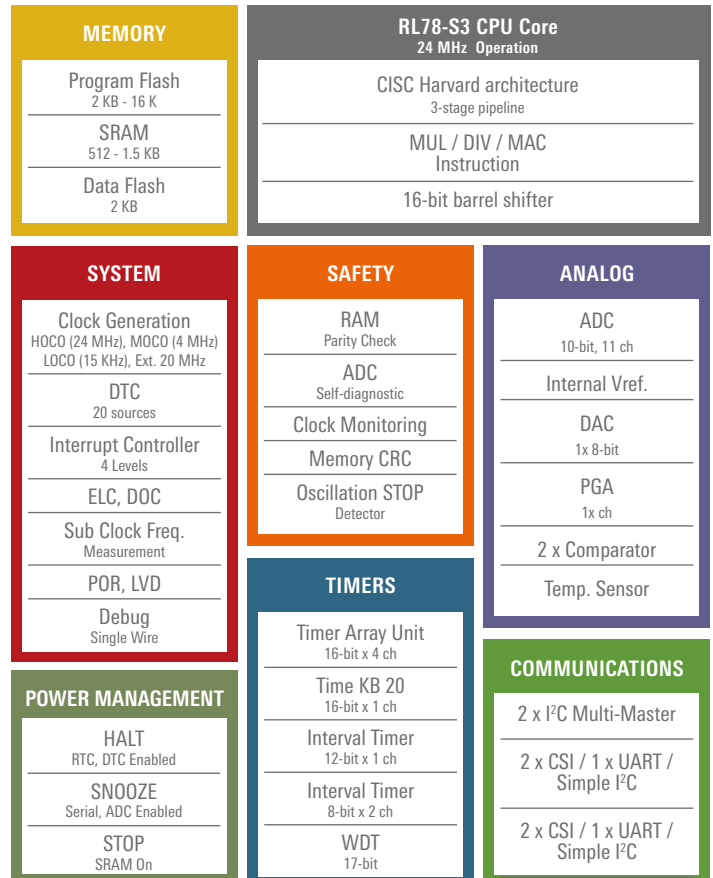 MEMORY
Program Flash
2 KB - 16 K
SRAM
512 - 1.5 KB
Data Flash
2 KB
RL78-S3 CPU Core
24 MHz Operation
CISC Harvard architecture
3-stage pipeline
MUL / DIV / MAC
Instruction
16-bit barrel shifter
SYSTEM
Clock Generation
HOCO (24 MHz), MOCO (4 MHz)
LOCO (15 KHz), Ext. 20 MHz
DTC
20 sources
Interrupt Controller
4 Levels
ELC, DOC
Sub Clock Freq.
Measurement
POR, LVD
Debug
Single Wire
SAFETY
RAM
Parity Check
ADC
Self-diagnostic
Clock Monitoring
Memory CRC
Oscillation STOP
Detector
ANALOG
ADC
10-bit, 11 ch
Internal Vref.
DAC
1x 8-bit
PGA
1x ch
2 x Comparator
Temp. Sensor
POWER MANAGEMENT
HALT
RTC, DTC Enabled
SNOOZE
Serial, ADC Enabled
STOP
SRAM On
TIMERS
Timer Array Unit
16-bit x 4 ch
Time KB 20
16-bit x 1 ch
Interval Timer
12-bit x 1 ch
Interval Timer
8-bit x 2 ch
WDT
17-bit
COMMUNICATIONS
2 x I²C Multi-Master
2 x CSI / 1 x UART /
Simple I²C
2 x CSI / 1 x UART /
Simple I²C